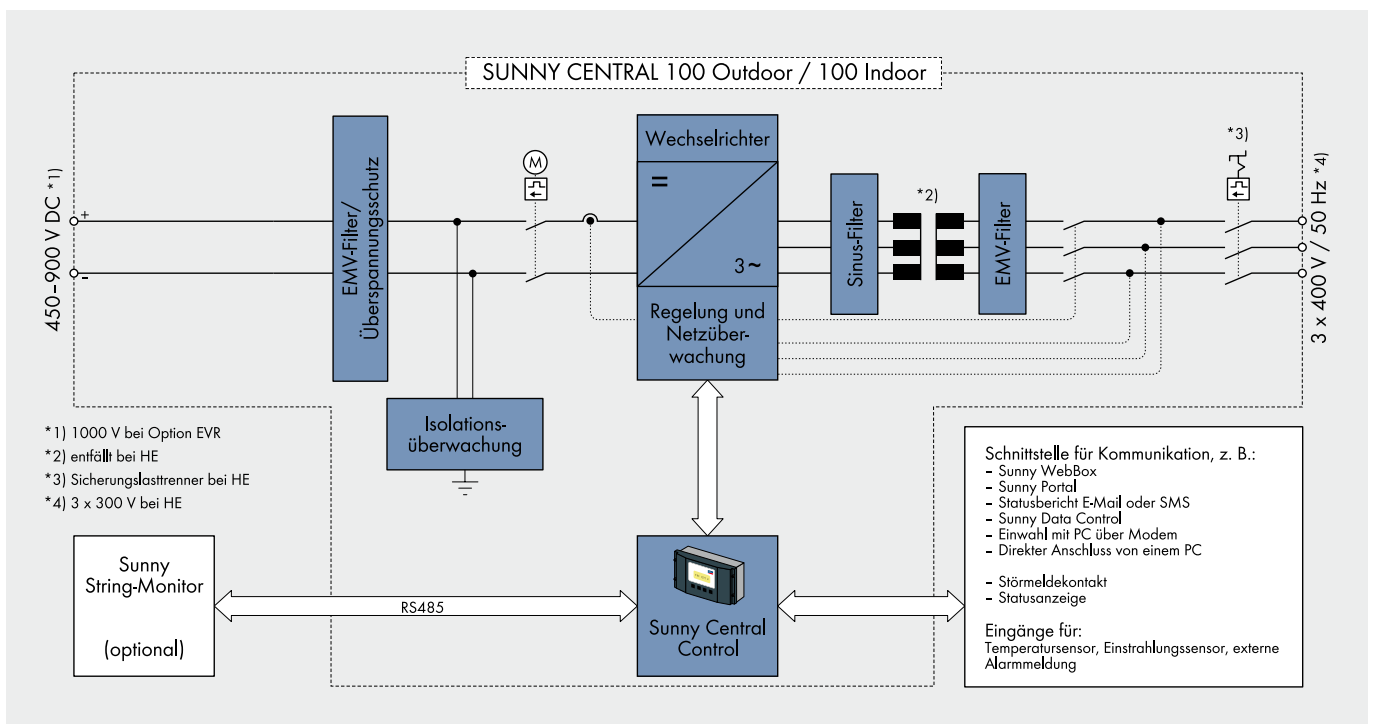 SUNNY CENTRAL 100 Outdoor / 100 Indoor
450–900 V DC *1)
+
-
EMV-Filter/
Überspannungsschutz
M
Wechselrichter
=
3 ~
Regelung und
Netzüber-
wachung
Sinus-Filter
*2)
EMV-Filter
*3)
3 x 400 V / 50 Hz *4)
Isolations-
überwachung
*1) 1000 V bei Option EVR
*2) entfällt bei HE
*3) Sicherungslasttrenner bei HE
*4) 3 x 300 V bei HE
Sunny
String-Monitor
(optional)
RS485
Sunny Central
Control
Schnittstelle für Kommunikation, z. B.:
– Sunny WebBox
– Sunny Portal
– Statusbericht E-Mail oder SMS
– Sunny Data Control
– Einwahl mit PC über Modem
– Direkter Anschluss von einem PC
– Störmeldekontakt
– Statusanzeige
Eingänge für:
Temperatursensor, Einstrahlungssensor, externe
Alarmmeldung